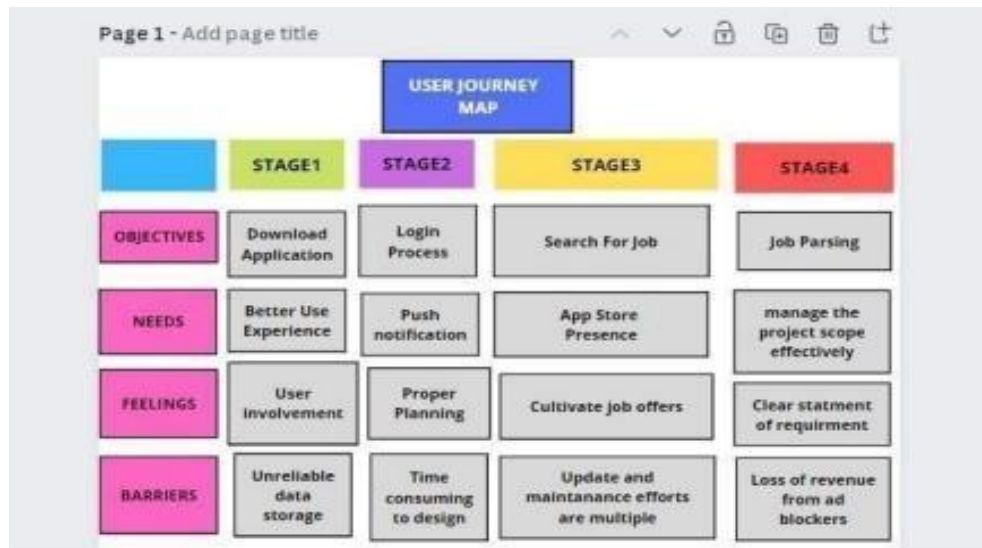 Page 1 - Add page title
USER JOURNEY
MAP
STAGE1
STAGE2
STAGE3
STAGE4
OBJECTIVES
Download
Application
Login
Process
Search For Job
Job Parsing
NEEDS
Better Use
Experience
Push
notification
App Store
Presence
manage the
project scope
effectively
FEELINGS
User
involvement
Proper
Planning
Cultivate job offers
Clear statment
of requirment
BARRIERS
Unreliable
data
storage
Time
consuming
to design
Update and
maintanance efforts
are multiple
Loss of revenue
from ad
blockers